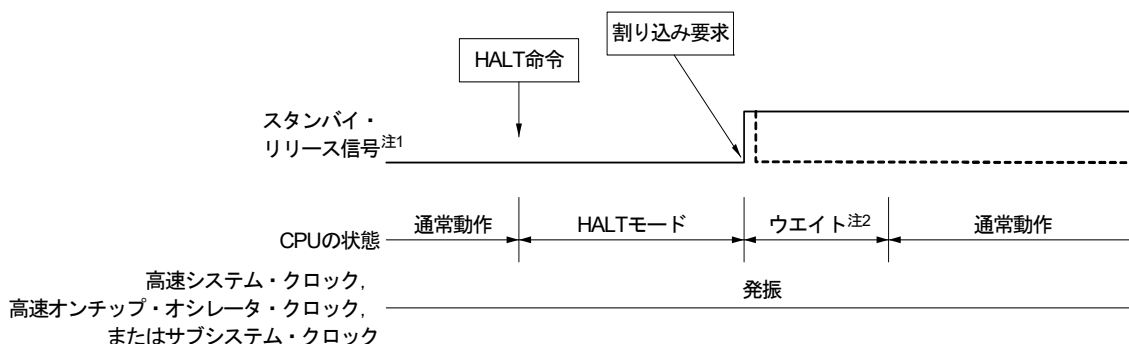 割り込み要求
HALT命令
スタンバイ・
リリース信号注1
通常動作
HALTモード
ウエイト注2
通常動作
CPUの状態
高速システム・クロック,
高速オンチップ・オシレータ・クロック,
またはサブシステム・クロック
発振